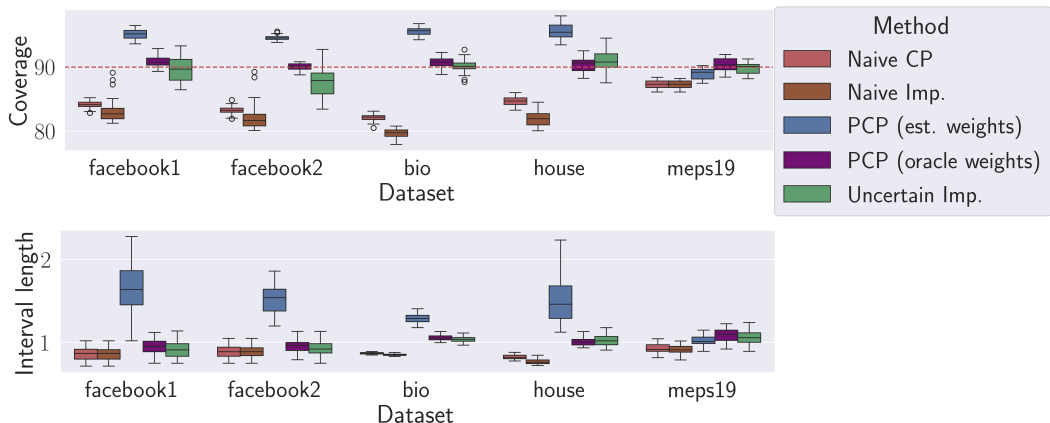 Coverage
90
80
facebook1 facebook2 bio house meps19
Dataset
Method
Naive CP
Naive Imp.
PCP (est. weights)
PCP (oracle weights)
Uncertain Imp.
Interval length
2
1
facebook1 facebook2 bio house meps19
Dataset